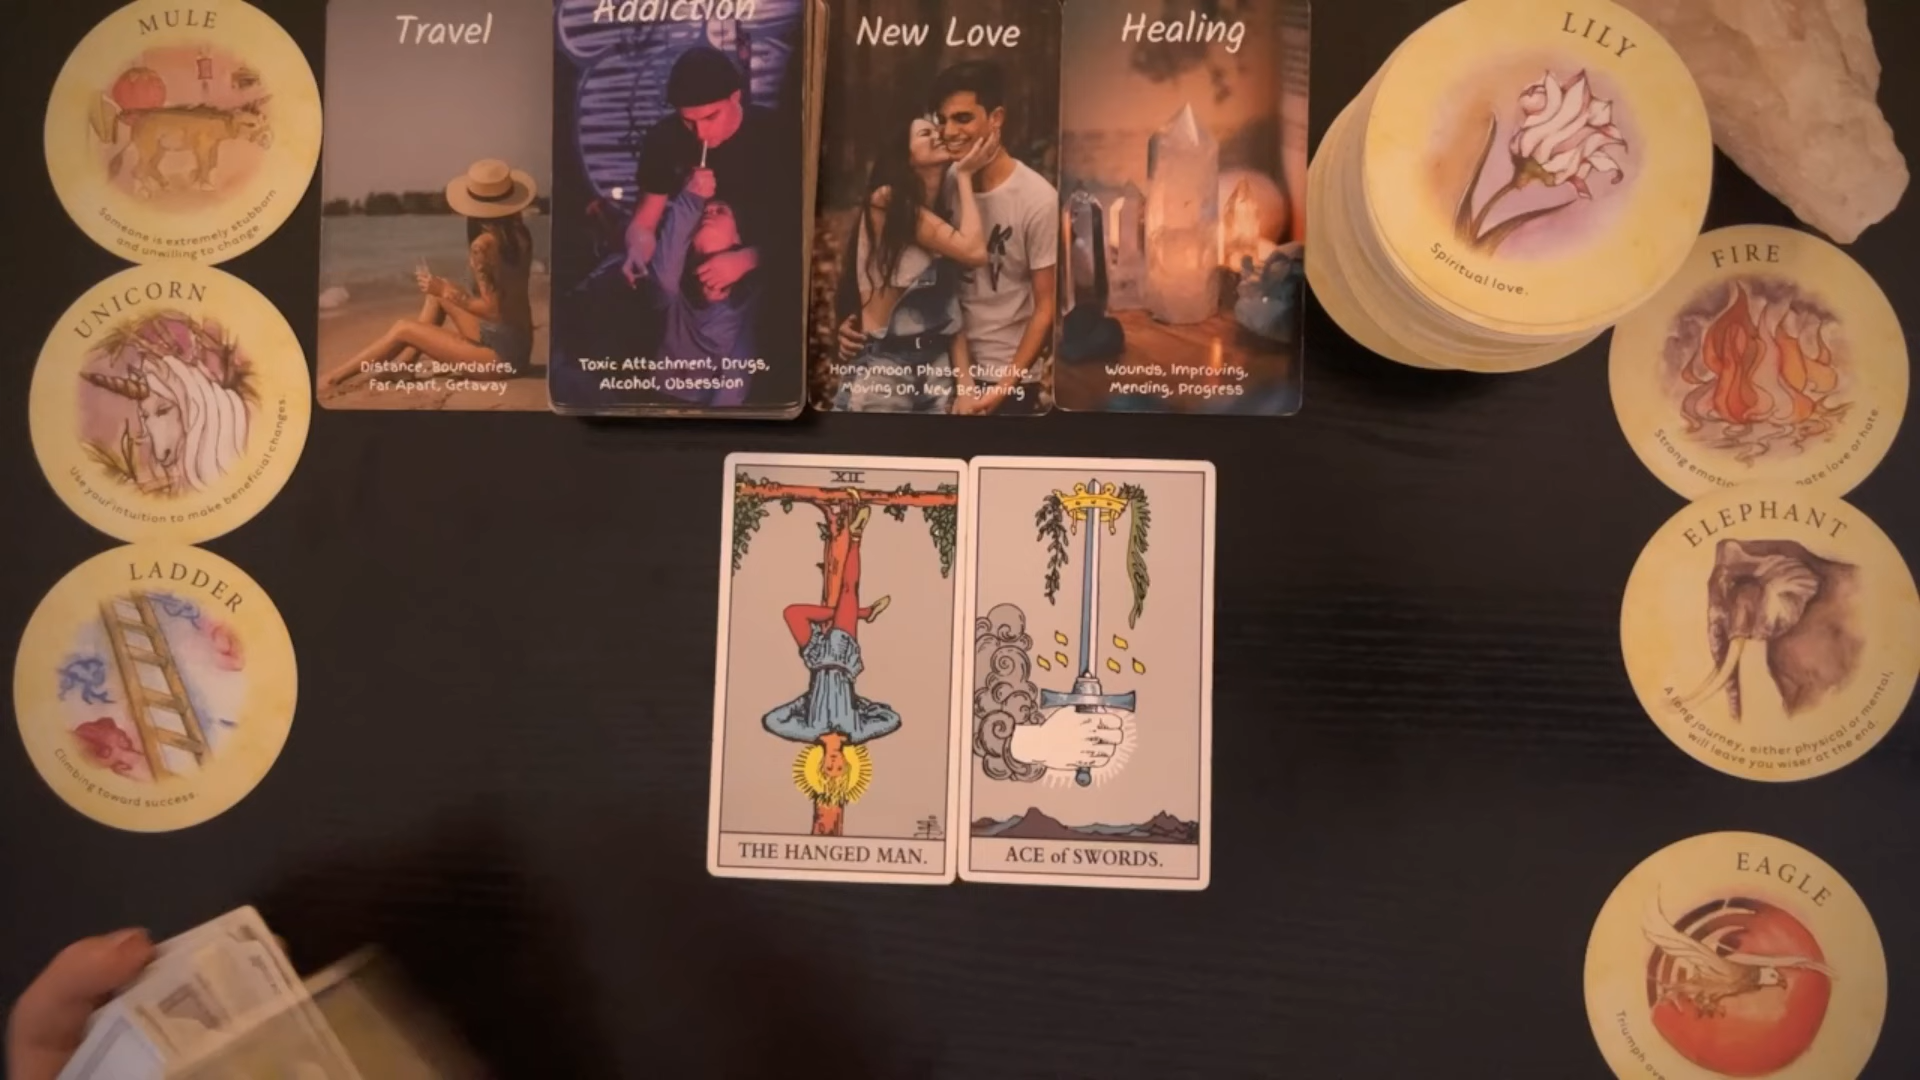 MULE
Someone is extremely stubborn
and unwilling to change
UNICORN
Use your intuition to make beneficial changes.
LADDER
Climbing toward success.
Travel
Distance, Boundaries,
Far Apart, Getaway
Addiction
Toxic Attachment, Drugs,
Alcohol, Obsession
New Love
Honeymoon Phase, Childlike,
Moving On, New Beginning
Healing
Wounds, Improving,
Mending, Progress
XII
THE HANGED MAN.
ACE of SWORDS.
LILY
Spiritual love.
FIRE
Strong love or hate
ELEPHANT
A long journey, either physical or mental,
will leave you wiser at the end.
EAGLE
Triumph